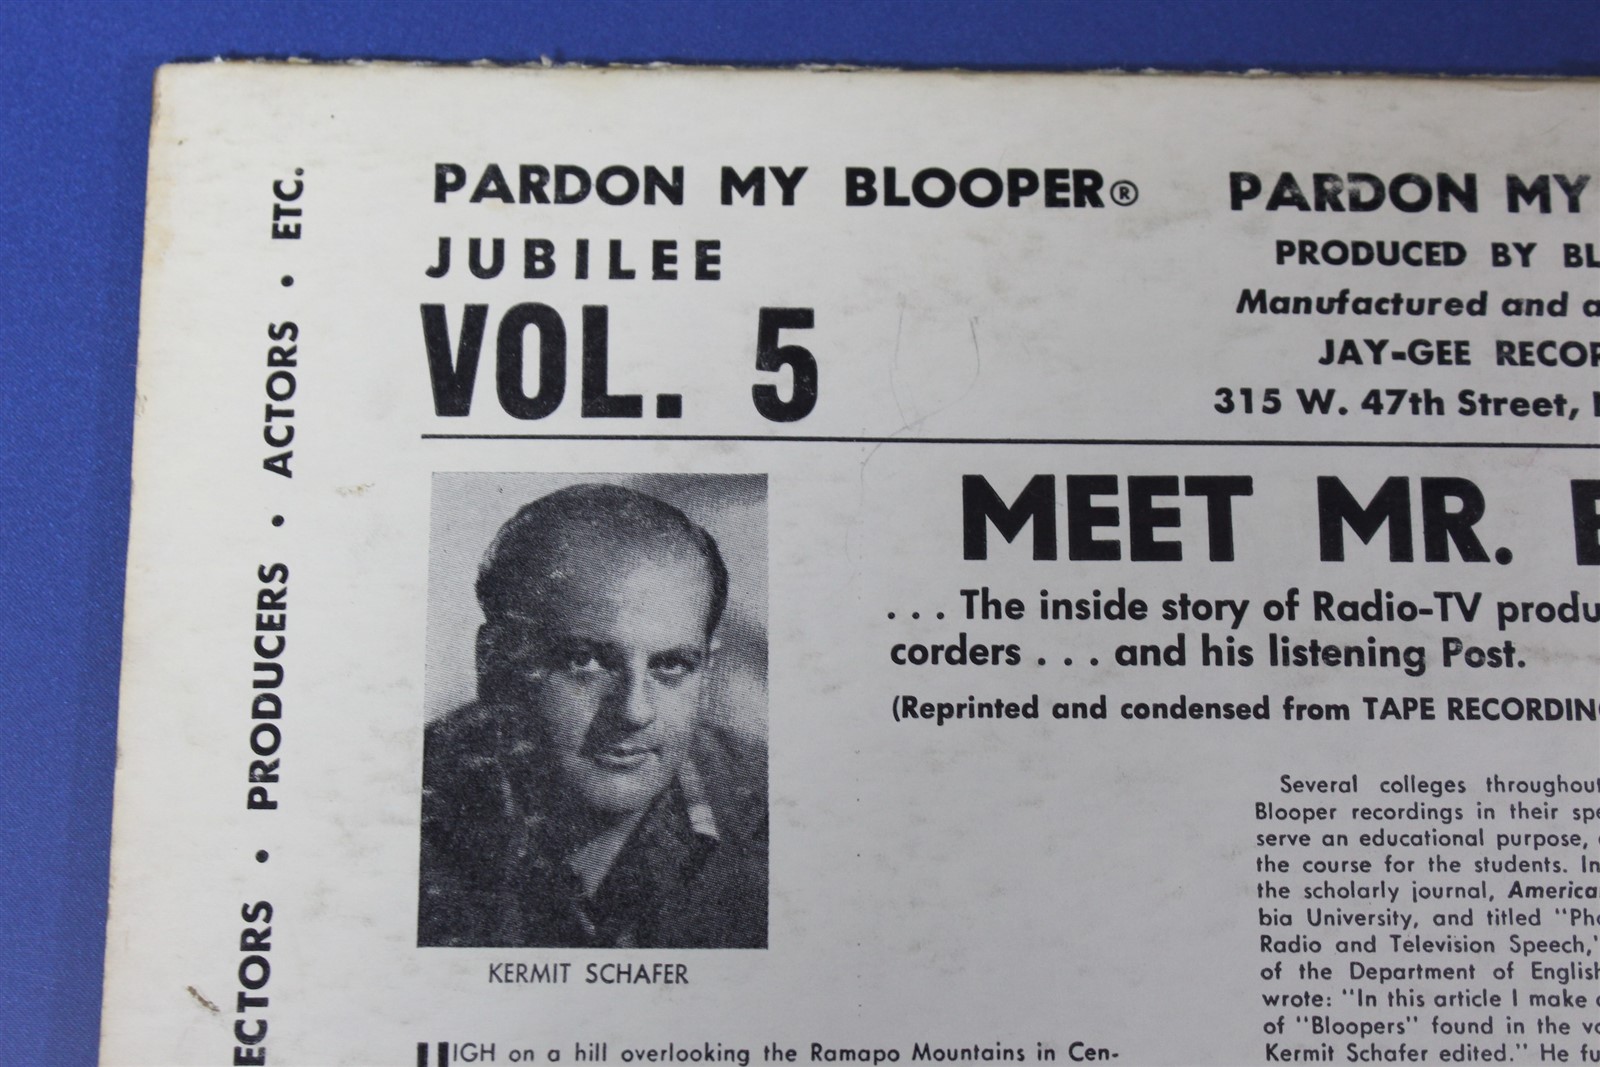 PARDON MY BLOOPER®
JUBILEE
VOL. 5
PARDON MY
PRODUCED BY
Manufactured and
JAY-GEE
315 W. 47th Street,
ETC.
ACTORS •
PRODUCERS •
KERMIT SCHAFER
MEET MR.
. . . The inside story of Radio-TV
corders . . . and his listening Post.
(Reprinted and condensed from TAPE
Several colleges throughout
Blooper recordings in their
serve an educational purpose,
the course for the students. In
the scholarly journal,
bia University, and titled
Radio and Television Speech,"
of the Department of English
wrote: "In this article I make
of "Bloopers" found in the
Kermit Schafer edited." He
HIGH on a hill overlooking the Ramapo Mountains in Cen-